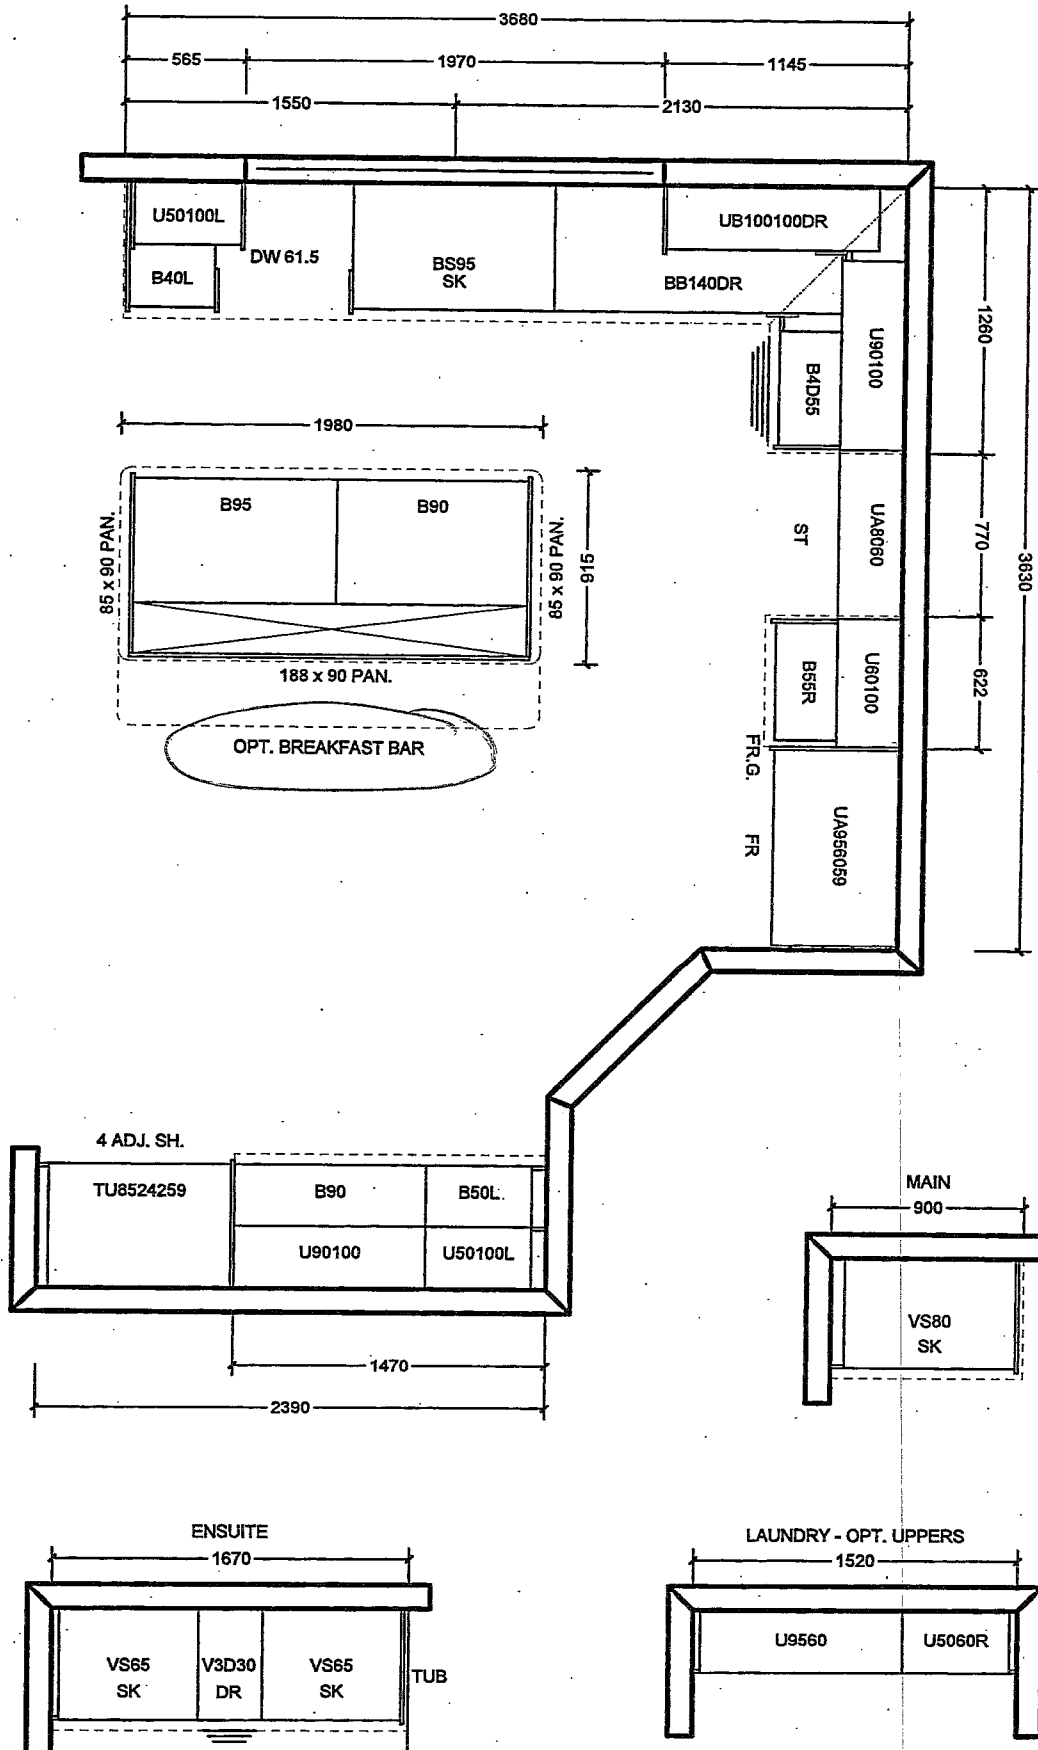 3680
565
1970
1145
1550
2130
U50100L
UB100100DR
DW 61.5
B40L
BS95
SK
BB140DR
U90100
1260
B4D55
1980
B95
B90
85 x 90 PAN.
85 x 90 PAN.
915
ST
UA8060
770
3630
188 x 90 PAN.
B55R
U60100
622
OPT. BREAKFAST BAR
FR.G.
FR
UA956059
4 ADJ. SH.
TU8524259
B90
B50L
U90100
U50100L
1470
2390
MAIN
900
VS80
SK
ENSUITE
1670
VS65
SK
V3D30
DR
VS65
SK
TUB
LAUNDRY - OPT. UPPERS
1520
U9560
U5060R